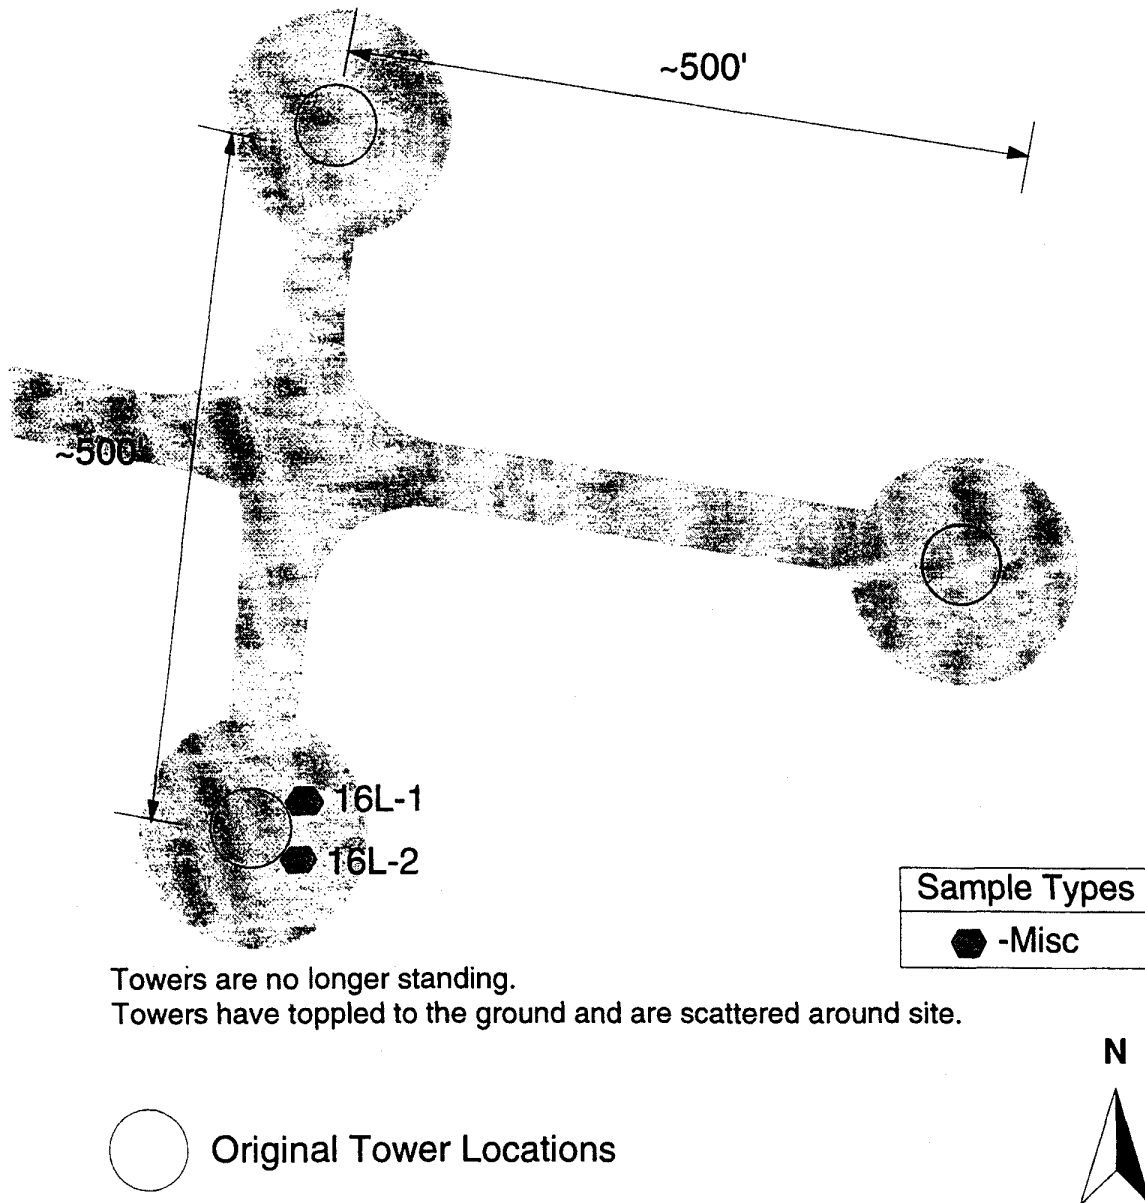 ~500'
~500'
16L-1
16L-2
Sample Types
-Misc
Towers are no longer standing.
Towers have toppled to the ground and are scattered around site.
N
Original Tower Locations